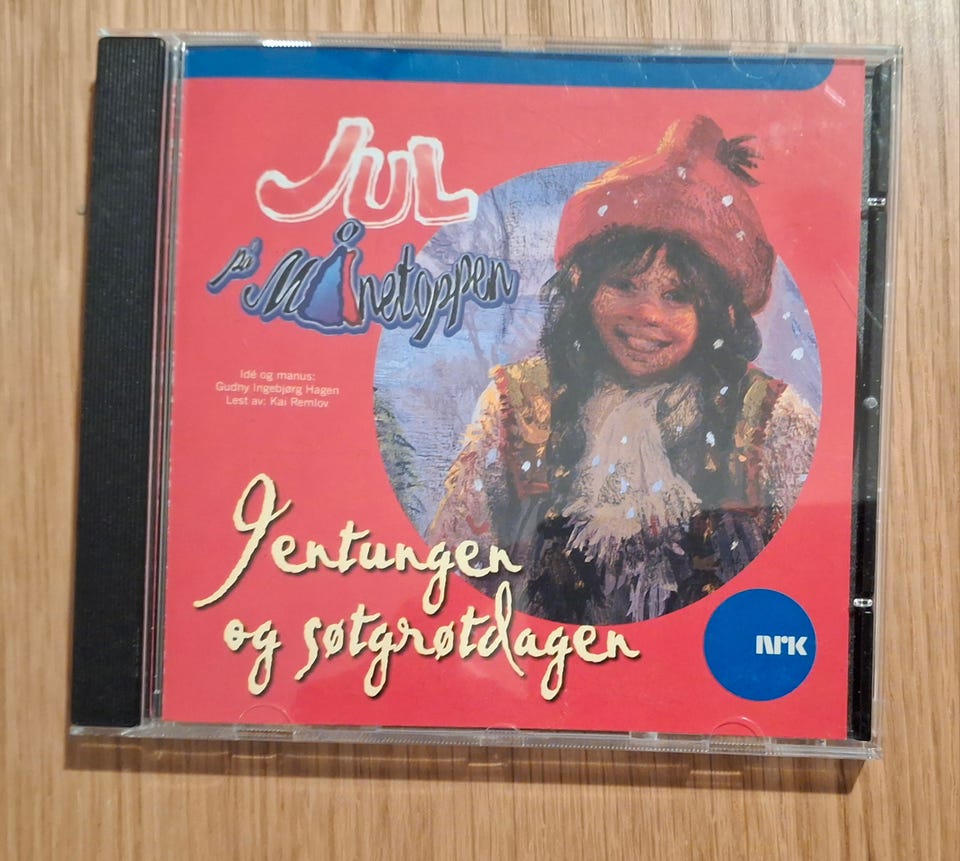 Jul
på Månetoppen
Idé og manus:
Gudny Ingebjørg Hagen
Lest av: Kai Remlov
Jentungen
og søtgrøtdagen
NRK